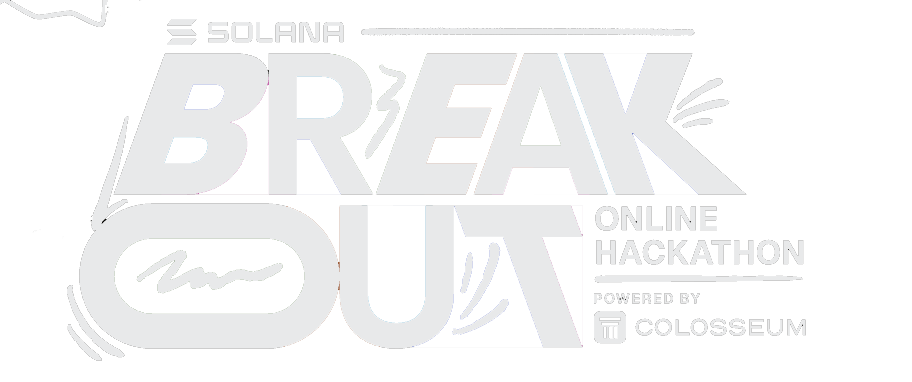 SOLANA
BREAK
OUT
ONLINE
HACKATHON
POWERED BY
COLOSSEUM